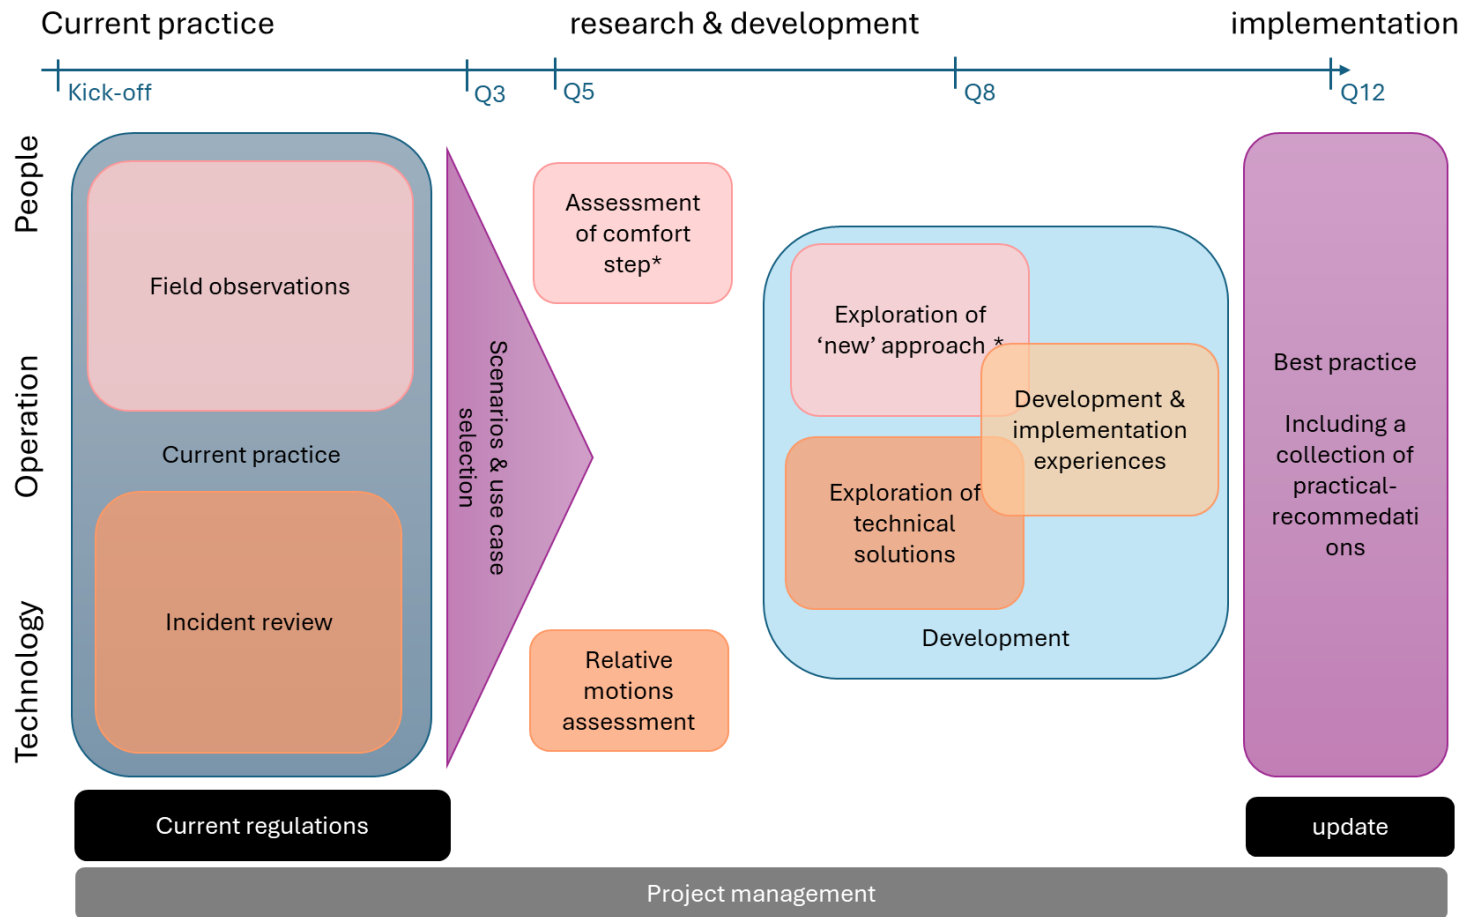 Current practice
research & development
implementation
Kick-off
Q3
Q5
Q8
Q12
People
Operation
Technology
Field observations
Current practice
Incident review
Scenarios & use case
selection
Assessment
of comfort
step*
Relative
motions
assessment
Exploration of
‘new’ approach *
Development &
implementation
experiences
Exploration of
technical
solutions
Development
Best practice
Including a
collection of
practical-
recommedati
ons
Current regulations
update
Project management